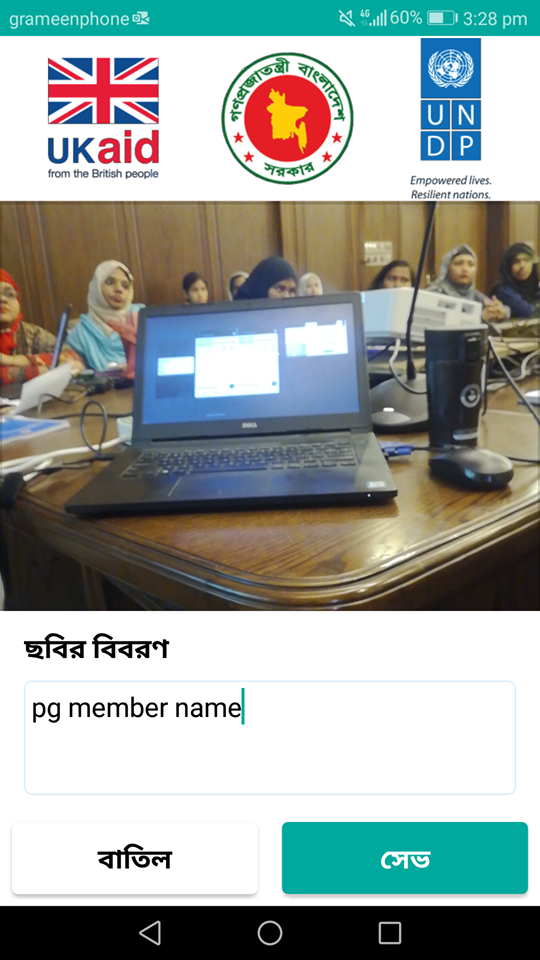 grameenphone
4G
60%
3:28 pm
UKaid
from the British people
গণপ্রজাতন্ত্রী বাংলাদেশ
সরকার
U N
D P
Empowered lives.
Resilient nations.
DELL
ছবির বিবরণ
pg member name
বাতিল
সেভ